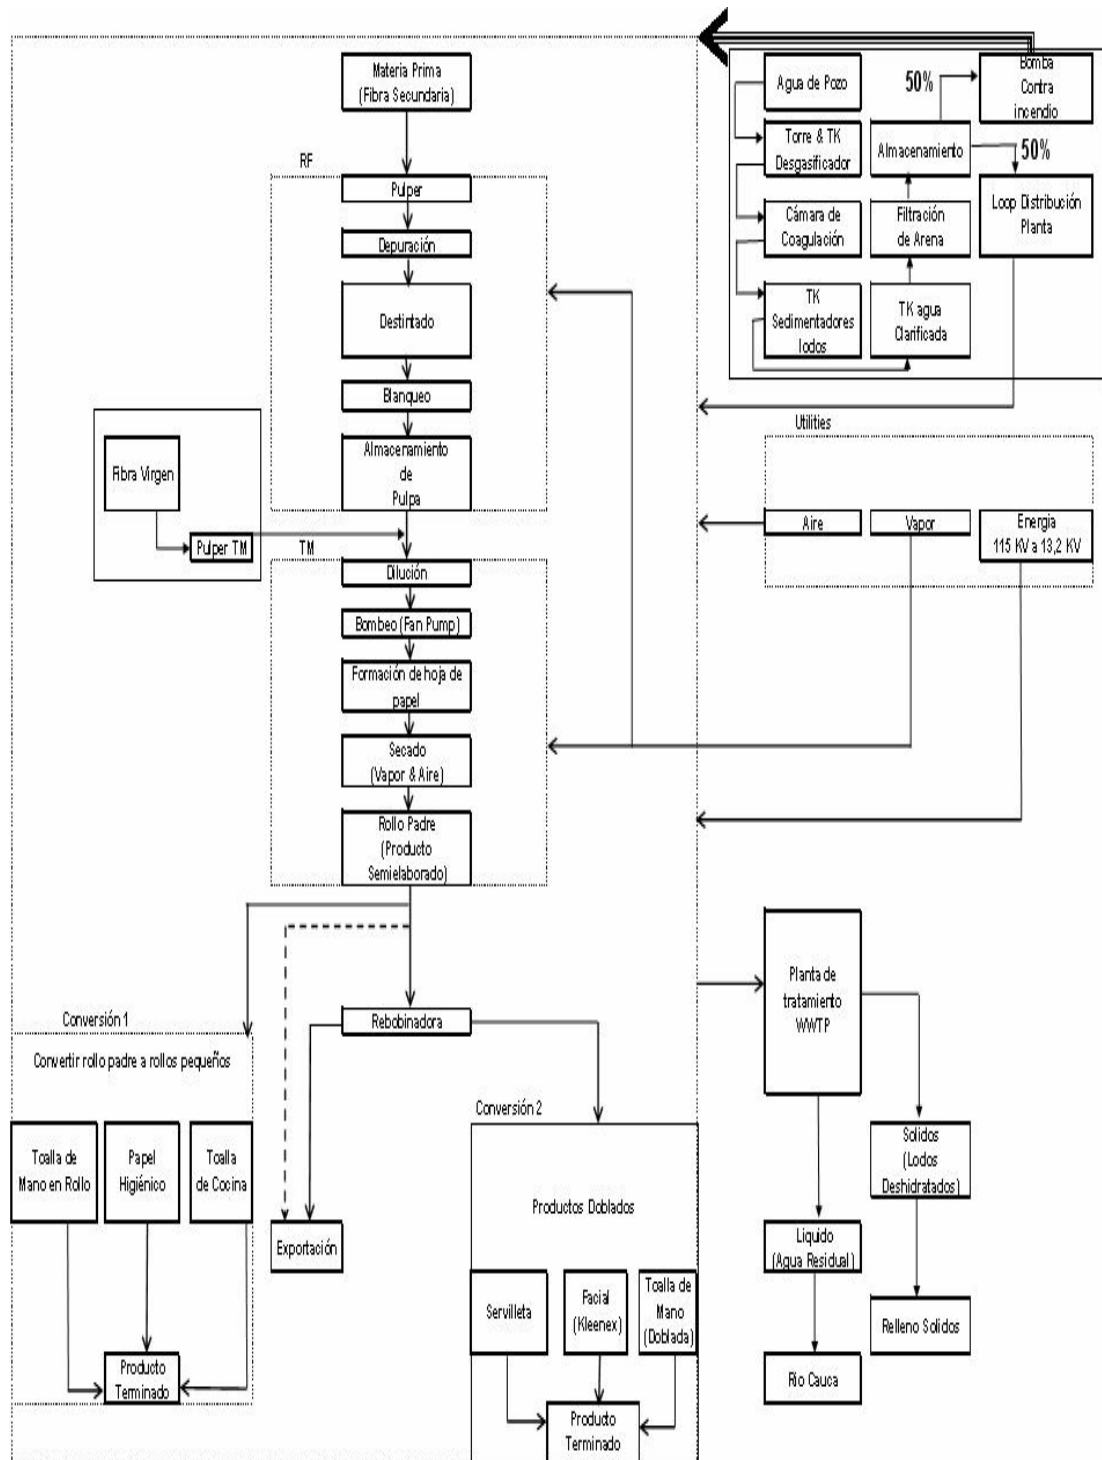 Materia Prima
(Fibra Secundaria)
RF
Pulper
Depuración
Destintado
Blanqueo
Almacenamiento
de
Pulpa
Fibra Virgen
Pulper TM
TM
Dilución
Bombeo (Fan Pump)
Formación de hoja de
papel
Secado
(Vapor & Aire)
Rollo Padre
(Producto
Semielaborado)
Rebobinadora
Conversión 1
Convertir rollo padre a rollos pequeños
Toalla de
Mano en Rollo
Papel
Higiénico
Toalla
de Cocina
Producto
Terminado
Exportación
Conversión 2
Productos Doblados
Servilleta
Facial
(Kleenex)
Toalla de
Mano
(Doblada)
Producto
Terminado
Agua de Pozo
Torre & TK
Desgasificador
Cámara de
Coagulación
TK
Sedimentadores
lodos
50%
Almacenamiento
Filtración
de Arena
TK agua
Clarificada
Bomba
Contra
incendio
50%
Loop Distribución
Planta
Utilities
Aire
Vapor
Energia
115 KV a 13,2 KV
Planta de
tratamiento
WWTP
Solidos
(Lodos
Deshidratados)
Liquido
(Agua Residual)
Relleno Solidos
Rio Cauca